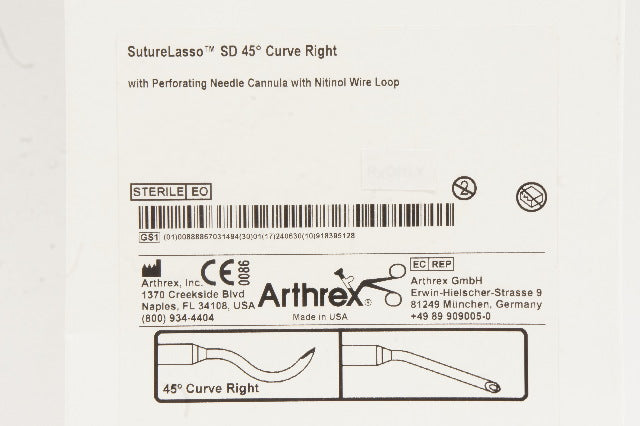 SutureLasso™ SD 45° Curve Right
with Perforating Needle Cannula with Nitinol Wire Loop
STERILE EO
2
GS1 (01)00888867031494(30)01(17)240630(10)918395128
CE 0086
Arthrex, Inc.
1370 Creekside Blvd
Naples, FL 34108, USA
(800) 934-4404
Arthrex®
Made in USA
EC REP
Arthrex GmbH
Erwin-Hielscher-Strasse 9
81249 München, Germany
+49 89 909005-0
45° Curve Right